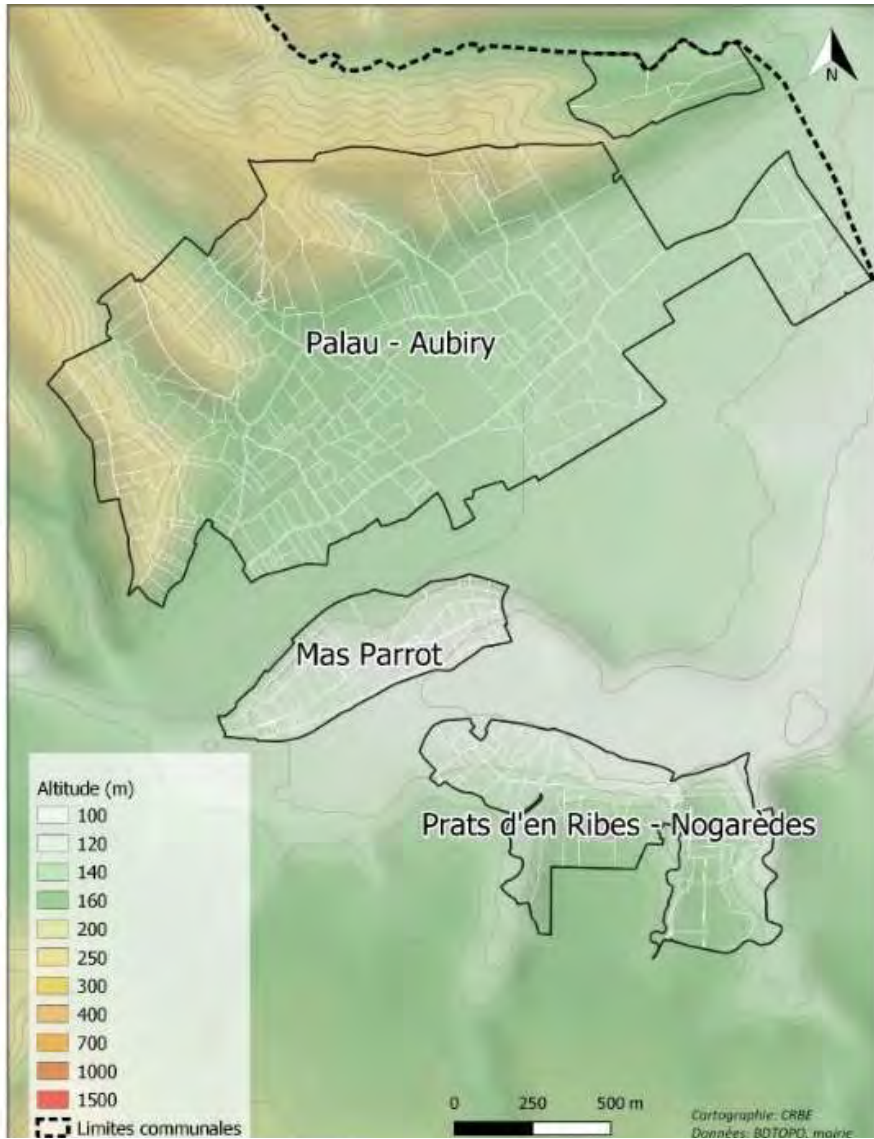 N
Palau - Aubiry
Mas Parrot
Prats d'en Ribes - Nogarèdes
Altitude (m)
100
120
140
160
200
250
300
400
700
1000
1500
Limites communales
0 250 500 m
Cartographie: CRBE
Données: BDTOPO, mairie